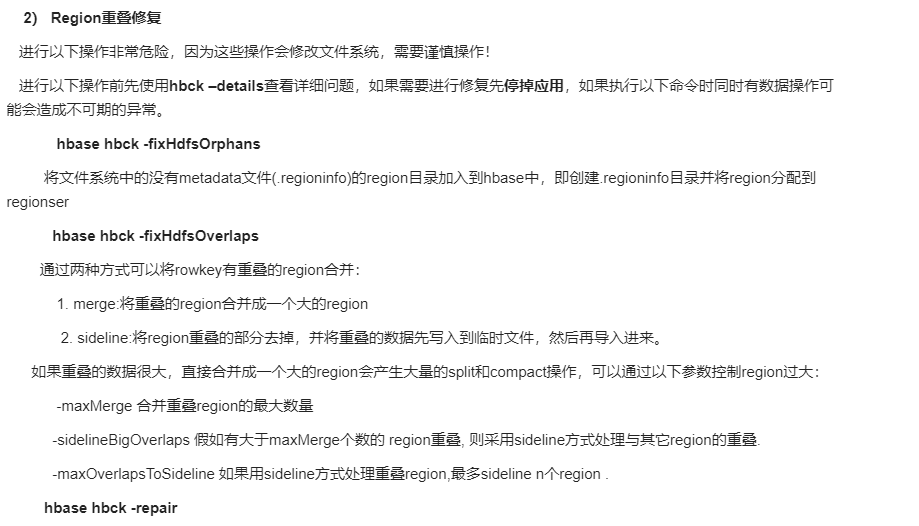 2) Region重叠修复
进行以下操作非常危险，因为这些操作会修改文件系统，需要谨慎操作！
进行以下操作前先使用hbck –details查看详细问题，如果需要进行修复先停掉应用，如果执行以下命令时同时有数据操作可
能会造成不可期的异常。
hbase hbck -fixHdfsOrphans
将文件系统中的没有metadata文件(.regioninfo)的region目录加入到hbase中，即创建.regioninfo目录并将region分配到
regionser
hbase hbck -fixHdfsOverlaps
通过两种方式可以将rowkey有重叠的region合并：
1. merge:将重叠的region合并成一个大的region
2. sideline:将region重叠的部分去掉，并将重叠的数据先写入到临时文件，然后再导入进来。
如果重叠的数据很大，直接合并成一个大的region会产生大量的split和compact操作，可以通过以下参数控制region过大：
-maxMerge 合并重叠region的最大数量
-sidelineBigOverlaps 假如有大于maxMerge个数的 region重叠, 则采用sideline方式处理与其它region的重叠.
-maxOverlapsToSideline 如果用sideline方式处理重叠region,最多sideline n个region .
hbase hbck -repair